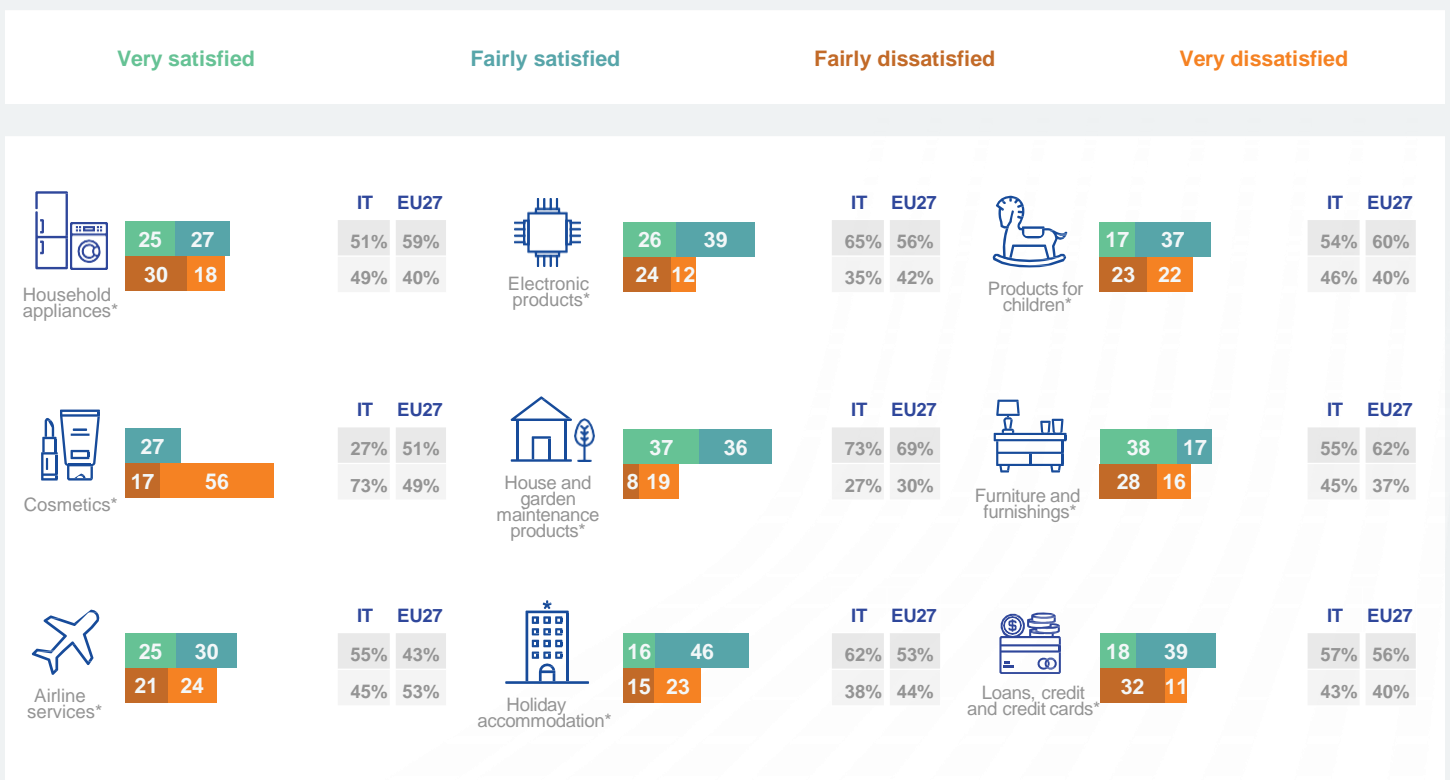 Very satisfied Fairly satisfied Fairly dissatisfied Very dissatisfied
IT EU27
25 27
51% 59%
30 18
49% 40%
Household
appliances*
IT EU27
26 39
65% 56%
24 12
35% 42%
Electronic
products*
IT EU27
17 37
54% 60%
23 22
46% 40%
Products for
children*
IT EU27
27
27% 51%
17 56
73% 49%
Cosmetics*
IT EU27
37 36
73% 69%
8 19
27% 30%
House and
garden
maintenance
products*
IT EU27
38 17
55% 62%
28 16
45% 37%
Furniture and
furnishings*
IT EU27
25 30
55% 43%
21 24
45% 53%
Airline
services*
IT EU27
16 46
62% 53%
15 23
38% 44%
Holiday
accommodation*
IT EU27
18 39
57% 56%
32 11
43% 40%
Loans, credit
and credit cards*